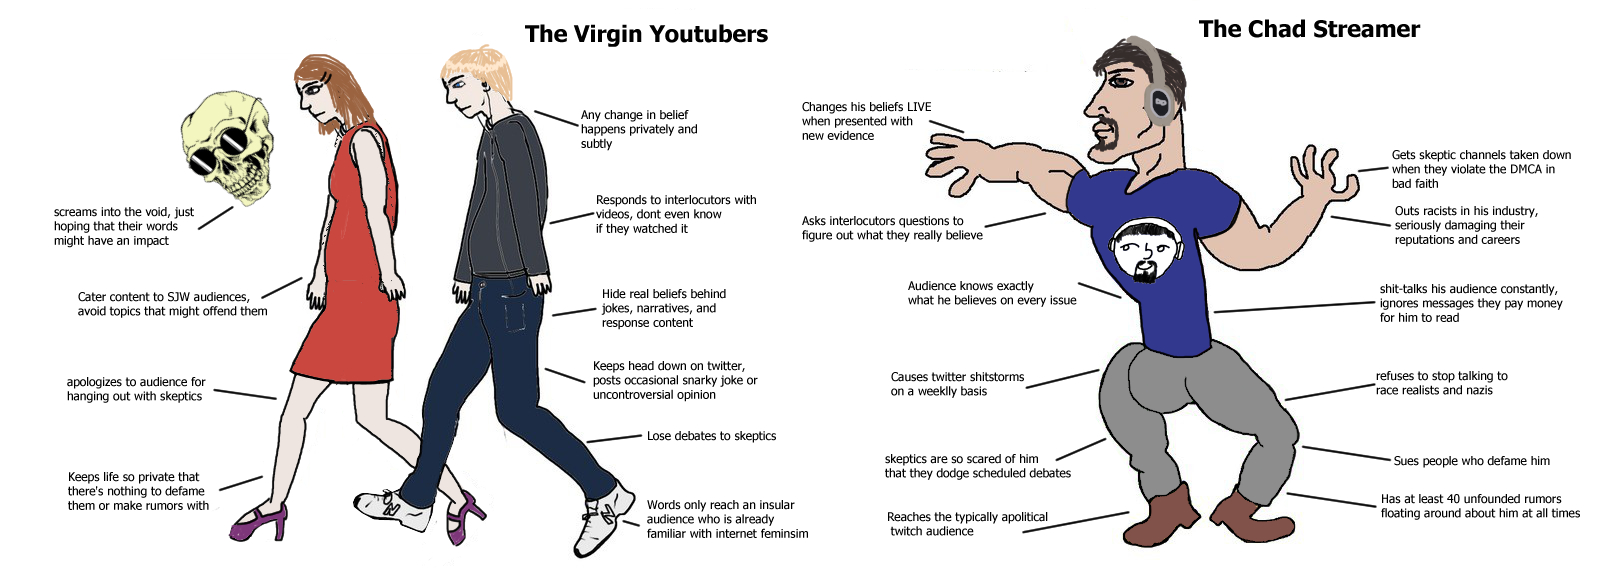 The Virgin Youtubers
screams into the void, just
hoping that their words
might have an impact
Cater content to SJW audiences,
avoid topics that might offend them
apologizes to audience for
hanging out with skeptics
Keeps life so private that
there's nothing to defame
them or make rumors with
Any change in belief
happens privately and
subtly
Responds to interlocutors with
videos, dont even know
if they watched it
Hide real beliefs behind
jokes, narratives, and
response content
Keeps head down on twitter,
posts occasional snarky joke or
uncontroversial opinion
Lose debates to skeptics
Words only reach an insular
audience who is already
familiar with internet feminsim
The Chad Streamer
Changes his beliefs LIVE
when presented with
new evidence
Asks interlocutors questions to
figure out what they really believe
Audience knows exactly
what he believes on every issue
Causes twitter shitstorms
on a weeklly basis
skeptics are so scared of him
that they dodge scheduled debates
Reaches the typically apolitical
twitch audience
Gets skeptic channels taken down
when they violate the DMCA in
bad faith
Outs racists in his industry,
seriously damaging their
reputations and careers
shit-talks his audience constantly,
ignores messages they pay money
for him to read
refuses to stop talking to
race realists and nazis
Sues people who defame him
Has at least 40 unfounded rumors
floating around about him at all times